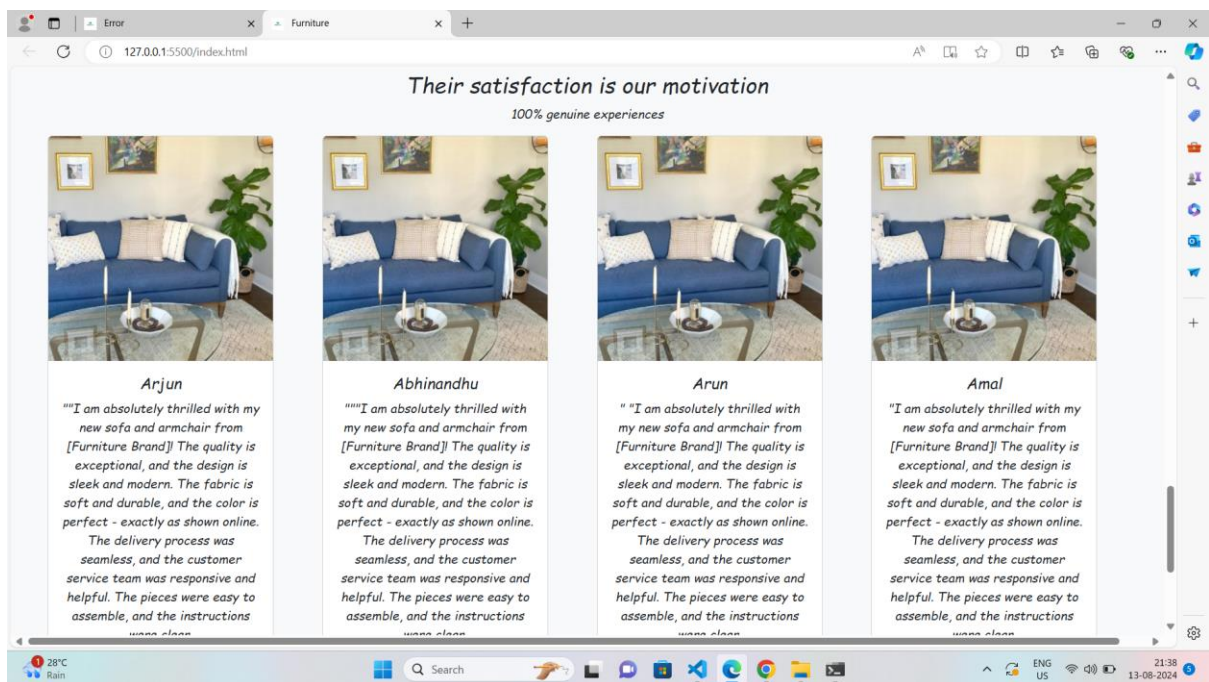 Error
Furniture
127.0.0.1:5500/index.html
Their satisfaction is our motivation
100% genuine experiences
Arjun
""I am absolutely thrilled with my
new sofa and armchair from
[Furniture Brand]! The quality is
exceptional, and the design is
sleek and modern. The fabric is
soft and durable, and the color is
perfect - exactly as shown online.
The delivery process was
seamless, and the customer
service team was responsive and
helpful. The pieces were easy to
assemble, and the instructions
were clear
Abhinandhu
"""I am absolutely thrilled with
my new sofa and armchair from
[Furniture Brand]! The quality is
exceptional, and the design is
sleek and modern. The fabric is
soft and durable, and the color is
perfect - exactly as shown online.
The delivery process was
seamless, and the customer
service team was responsive and
helpful. The pieces were easy to
assemble, and the instructions
were clear
Arun
" "I am absolutely thrilled with
my new sofa and armchair from
[Furniture Brand]! The quality is
exceptional, and the design is
sleek and modern. The fabric is
soft and durable, and the color is
perfect - exactly as shown online.
The delivery process was
seamless, and the customer
service team was responsive and
helpful. The pieces were easy to
assemble, and the instructions
were clear
Amal
"I am absolutely thrilled with my
new sofa and armchair from
[Furniture Brand]! The quality is
exceptional, and the design is
sleek and modern. The fabric is
soft and durable, and the color is
perfect - exactly as shown online.
The delivery process was
seamless, and the customer
service team was responsive and
helpful. The pieces were easy to
assemble, and the instructions
were clear
1
28°C
Rain
Search
ENG
US
21:38
13-08-2024
5